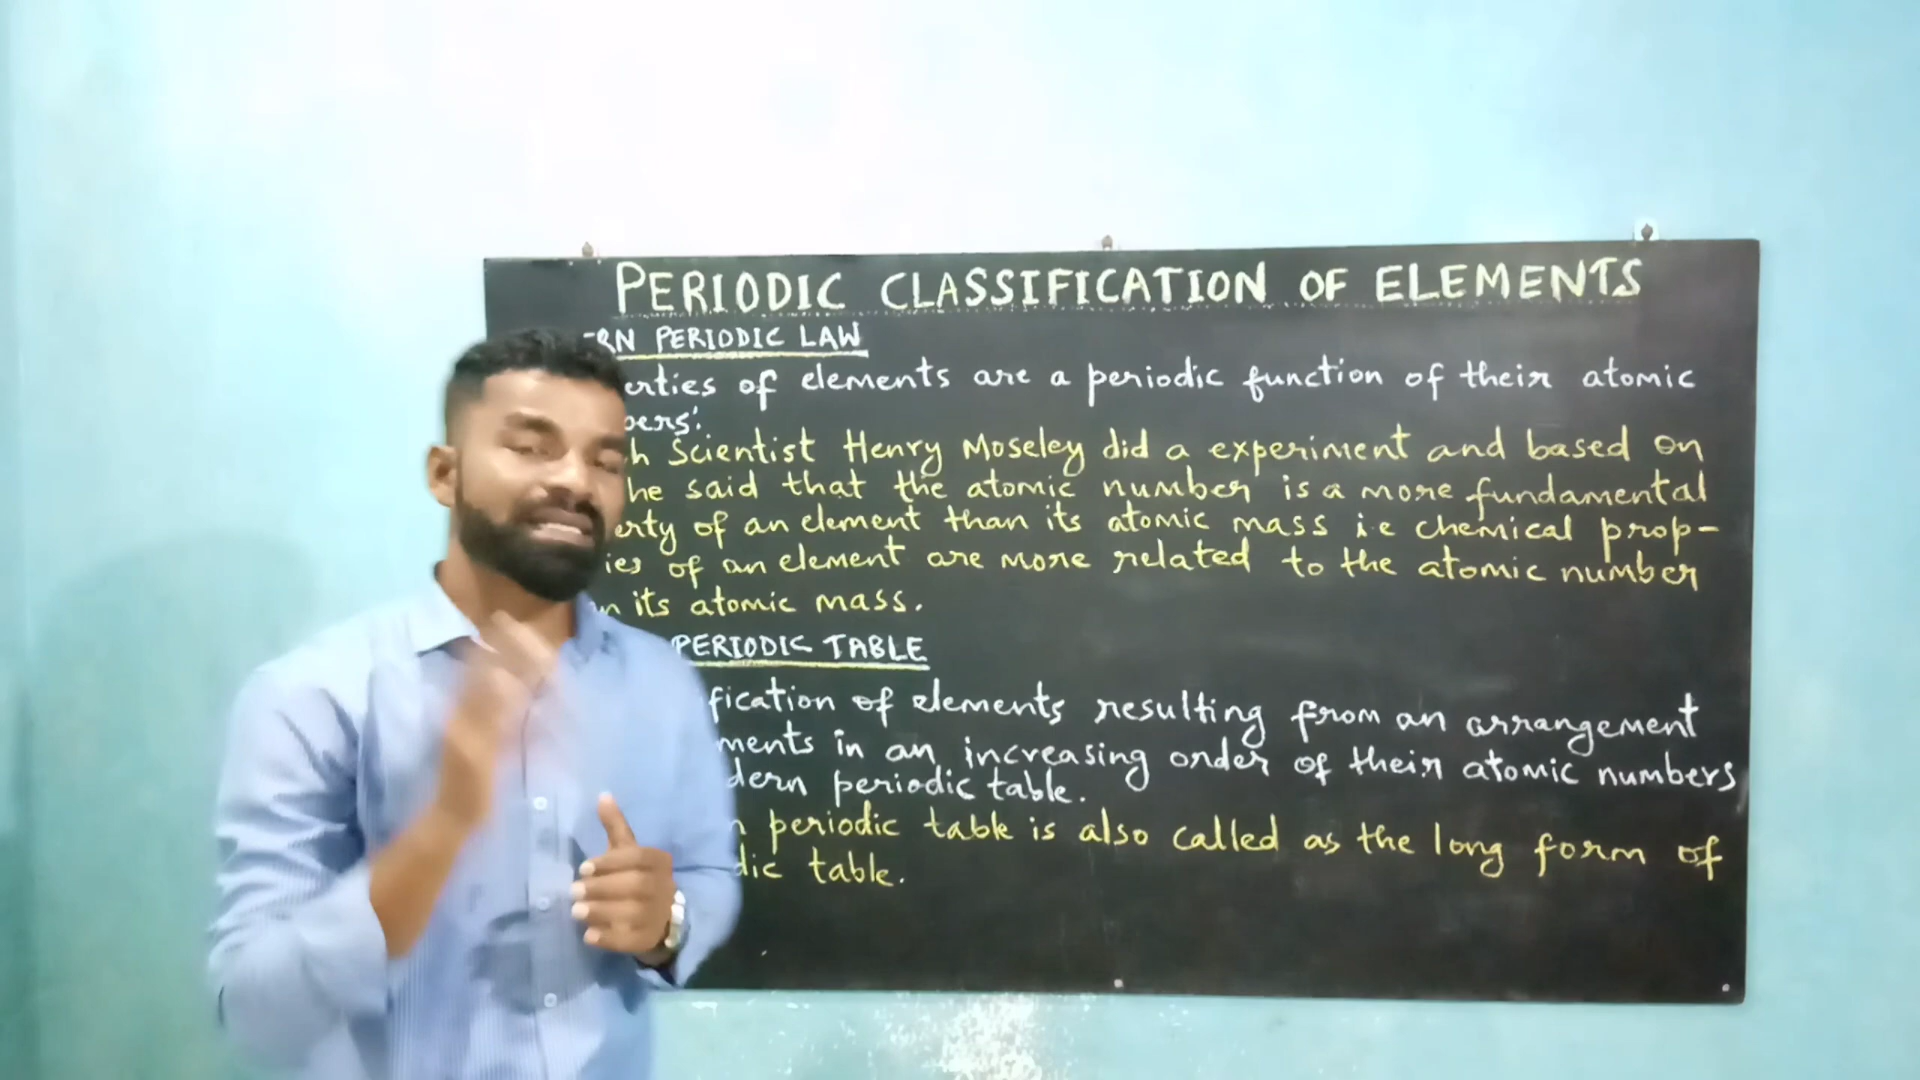 PERIODIC CLASSIFICATION OF ELEMENTS
RN PERIODIC LAW
erties of elements are a periodic function of their atomic
bers.
h Scientist Henry Moseley did a experiment and based on
he said that the atomic number is a more fundamental
erty of an element than its atomic mass i.e chemical prop-
ies of an element are more related to the atomic number
n its atomic mass.
PERIODIC TABLE
fication of elements resulting from an arrangement
ments in an increasing order of their atomic numbers
dern periodic table.
n periodic table is also called as the long form of
dic table.